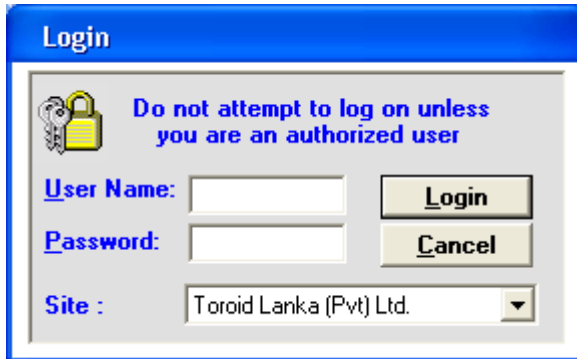 Login
Do not attempt to log on unless
you are an authorized user
User Name:
Login
Password:
Cancel
Site :
Toroid Lanka (Pvt) Ltd.